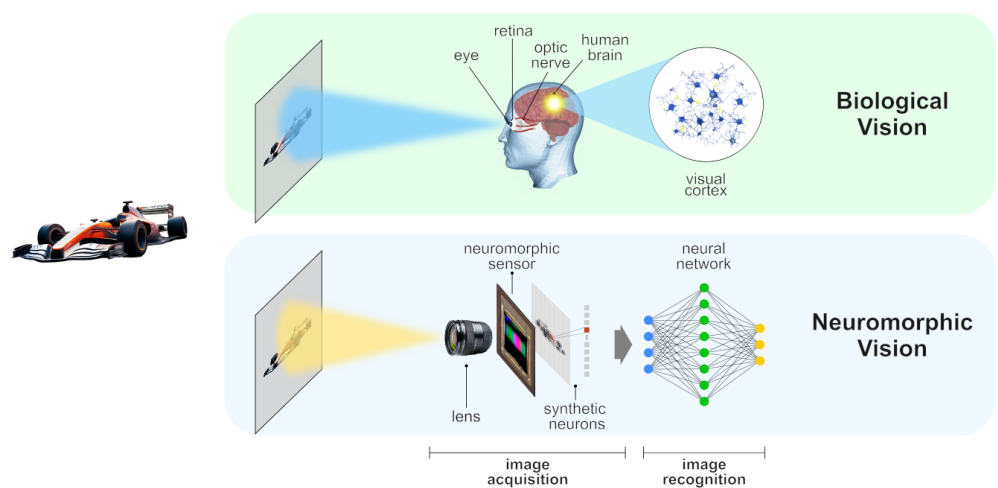 retina
optic
nerve
human
brain
eye
visual
cortex
Biological
Vision
neuromorphic
sensor
neural
network
lens
synthetic
neurons
Neuromorphic
Vision
image
acquisition
image
recognition